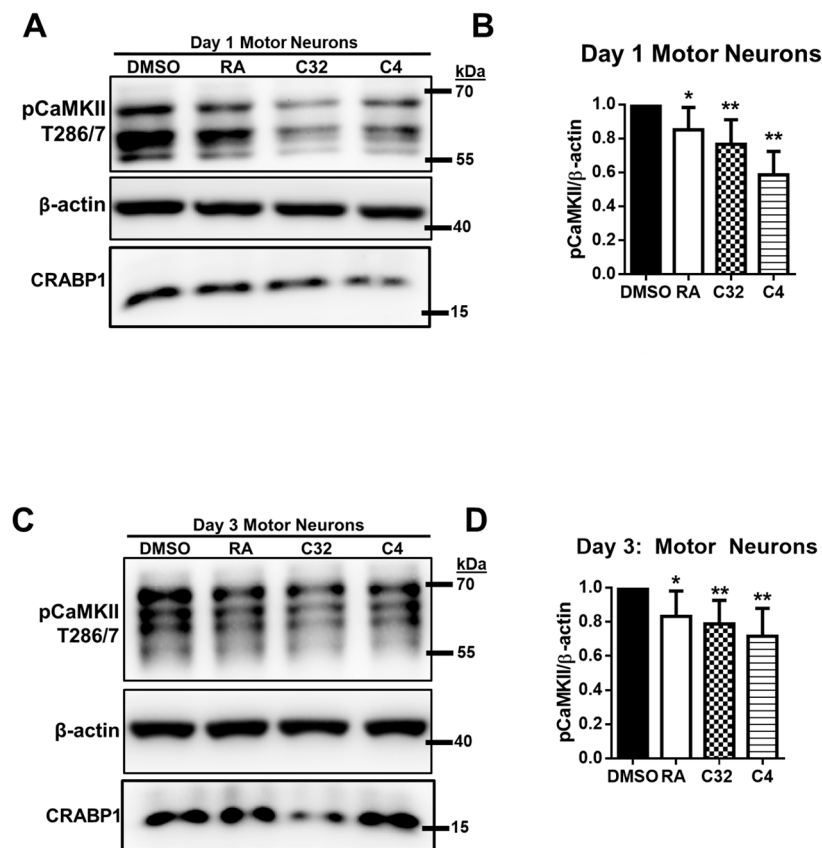 A
Day 1 Motor Neurons
DMSO RA C32 C4
kDa
pCaMKII
T286/7
70
55
β-actin
40
CRABP1
15
B
Day 1 Motor Neurons
pCaMKII/β-actin
1.0
0.8
0.6
0.4
0.2
0.0
* ** **
DMSO RA C32 C4
C
Day 3 Motor Neurons
DMSO RA C32 C4
kDa
pCaMKII
T286/7
70
55
β-actin
40
CRABP1
15
D
Day 3: Motor Neurons
pCaMKII/β-actin
1.0
0.8
0.6
0.4
0.2
0.0
* ** **
DMSO RA C32 C4